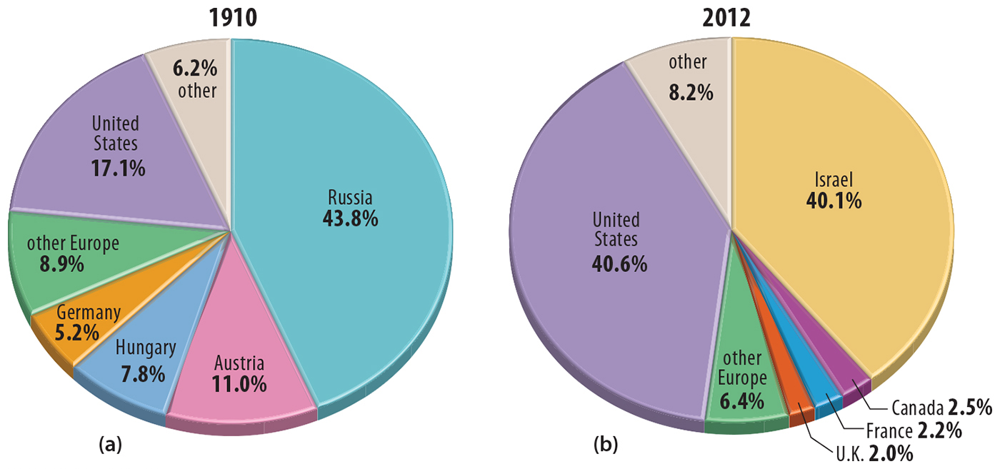 1910
6.2%
other
United
States
17.1%
Russia
43.8%
other Europe
8.9%
Germany
5.2%
Hungary
7.8%
Austria
11.0%
(a)
2012
other
8.2%
Israel
40.1%
United
States
40.6%
other
Europe
6.4%
Canada 2.5%
France 2.2%
U.K. 2.0%
(b)